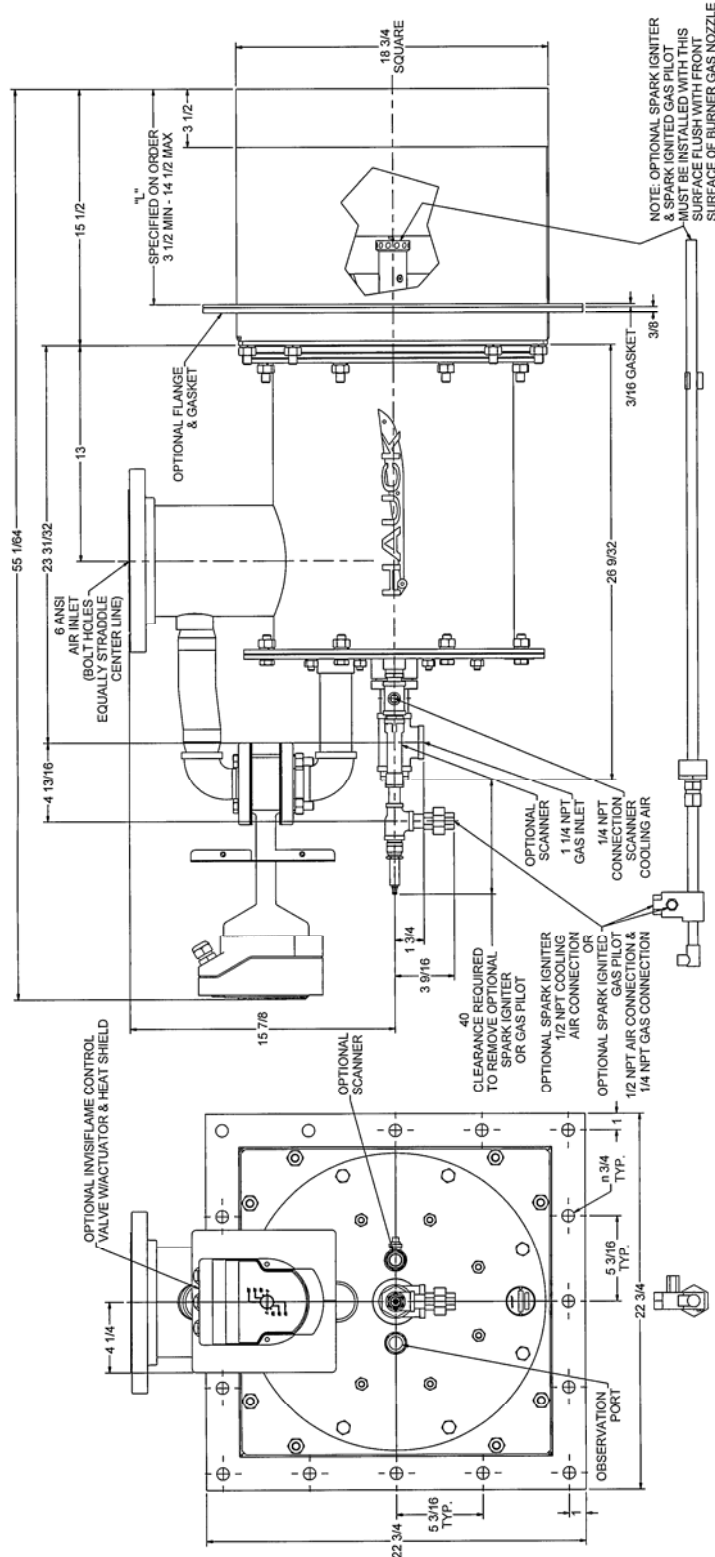 55 1/64
23 31/32
15 1/2
13
4 13/16
"L"
SPECIFIED ON ORDER
3 1/2 MIN - 14 1/2 MAX
3 1/2
18 3/4
SQUARE
6 ANSI
AIR INLET
(BOLT HOLES
EQUALLY STRADDLE
CENTER LINE)
OPTIONAL FLANGE
& GASKET
HAUCK
15 7/8
1 3/4
3 9/16
26 9/32
3/16 GASKET
3/8
40
CLEARANCE REQUIRED
TO REMOVE OPTIONAL
SPARK IGNITER
OR GAS PILOT
OPTIONAL
SCANNER
1 1/4 NPT
GAS INLET
1/4 NPT
CONNECTION
SCANNER
COOLING AIR
OPTIONAL SPARK IGNITER
1/2 NPT COOLING
AIR CONNECTION
OR
OPTIONAL SPARK IGNITED
GAS PILOT
1/2 NPT AIR CONNECTION &
1/4 NPT GAS CONNECTION
NOTE: OPTIONAL SPARK IGNITER
& SPARK IGNITED GAS PILOT
MUST BE INSTALLED WITH THIS
SURFACE FLUSH WITH FRONT
SURFACE OF BURNER GAS NOZZLE
OPTIONAL INVISIFLAME CONTROL
VALVE W/ACTUATOR & HEAT SHIELD
4 1/4
OPTIONAL
SCANNER
OBSERVATION
PORT
22 3/4
5 3/16
TYP.
1
n 3/4
TYP.
5 3/16
TYP.
22 3/4
1